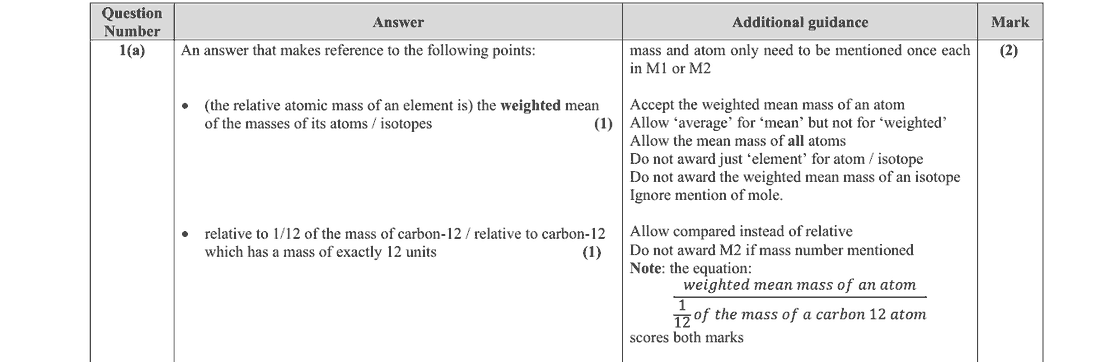 Question Number
Answer
Additional guidance
Mark
1(a)
An answer that makes reference to the following points:
• (the relative atomic mass of an element is) the weighted mean
of the masses of its atoms / isotopes (1)
• relative to 1/12 of the mass of carbon-12 / relative to carbon-12
which has a mass of exactly 12 units (1)
mass and atom only need to be mentioned once each
in M1 or M2
Accept the weighted mean mass of an atom
Allow ‘average’ for ‘mean’ but not for ‘weighted’
Allow the mean mass of all atoms
Do not award just ‘element’ for atom / isotope
Do not award the weighted mean mass of an isotope
Ignore mention of mole.
Allow compared instead of relative
Do not award M2 if mass number mentioned
Note: the equation:
weighted mean mass of an atom
1/12 of the mass of a carbon 12 atom
scores both marks
(2)